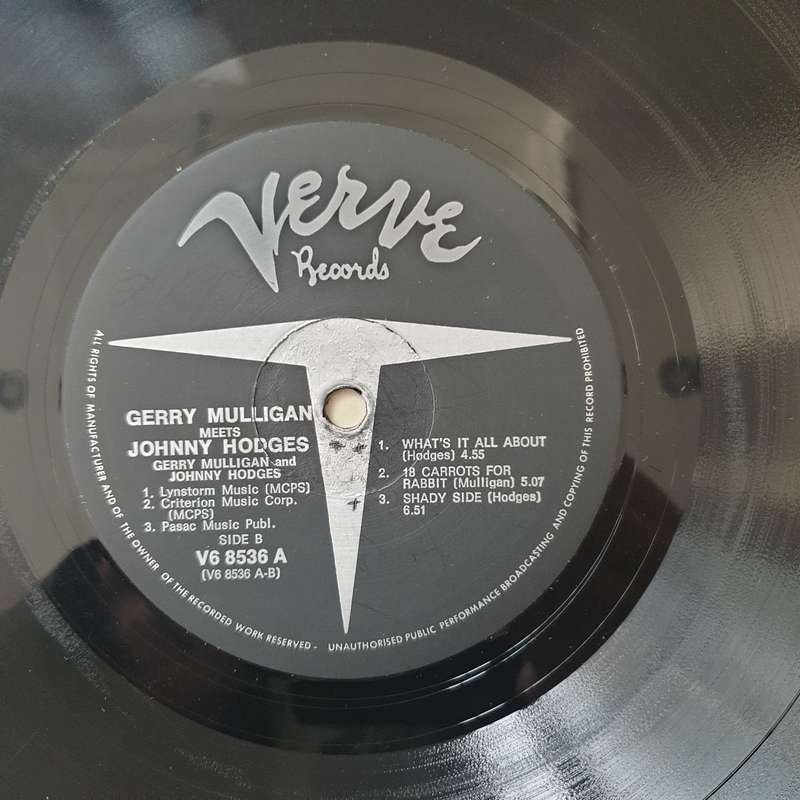 VERVE
Records
GERRY MULLIGAN
MEETS
JOHNNY HODGES
GERRY MULLIGAN and
JOHNNY HODGES
1. Lynstorm Music (MCPS)
2. Criterion Music Corp.
(MCPS)
3. Pasac Music Publ.
SIDE B
V6 8536 A
(V6 8536 A-B)
1. WHAT'S IT ALL ABOUT
(Hodges) 4.55
2. 18 CARROTS FOR
RABBIT (Mulligan) 5.07
3. SHADY SIDE (Hodges)
6.51
ALL RIGHTS OF MANUFACTURER AND OF THE OWNER OF THE RECORDED WORK RESERVED - UNAUTHORISED PUBLIC PERFORMANCE BROADCASTING AND COPYING OF THIS RECORD PROHIBITED